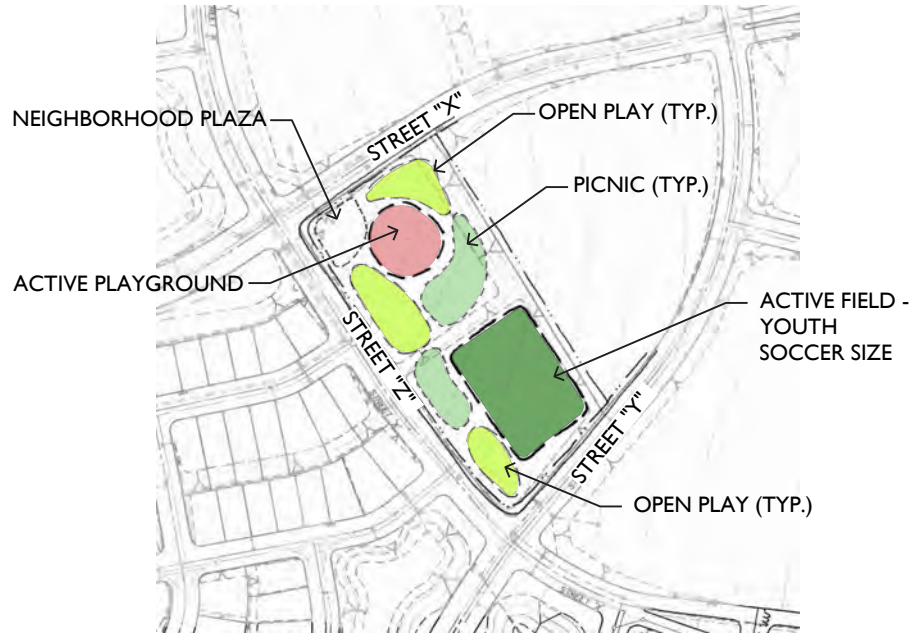 STREET "X"
OPEN PLAY (TYP.)
NEIGHBORHOOD PLAZA
PICNIC (TYP.)
ACTIVE PLAYGROUND
ACTIVE FIELD -
YOUTH
SOCCER SIZE
STREET "Z"
STREET "Y"
OPEN PLAY (TYP.)